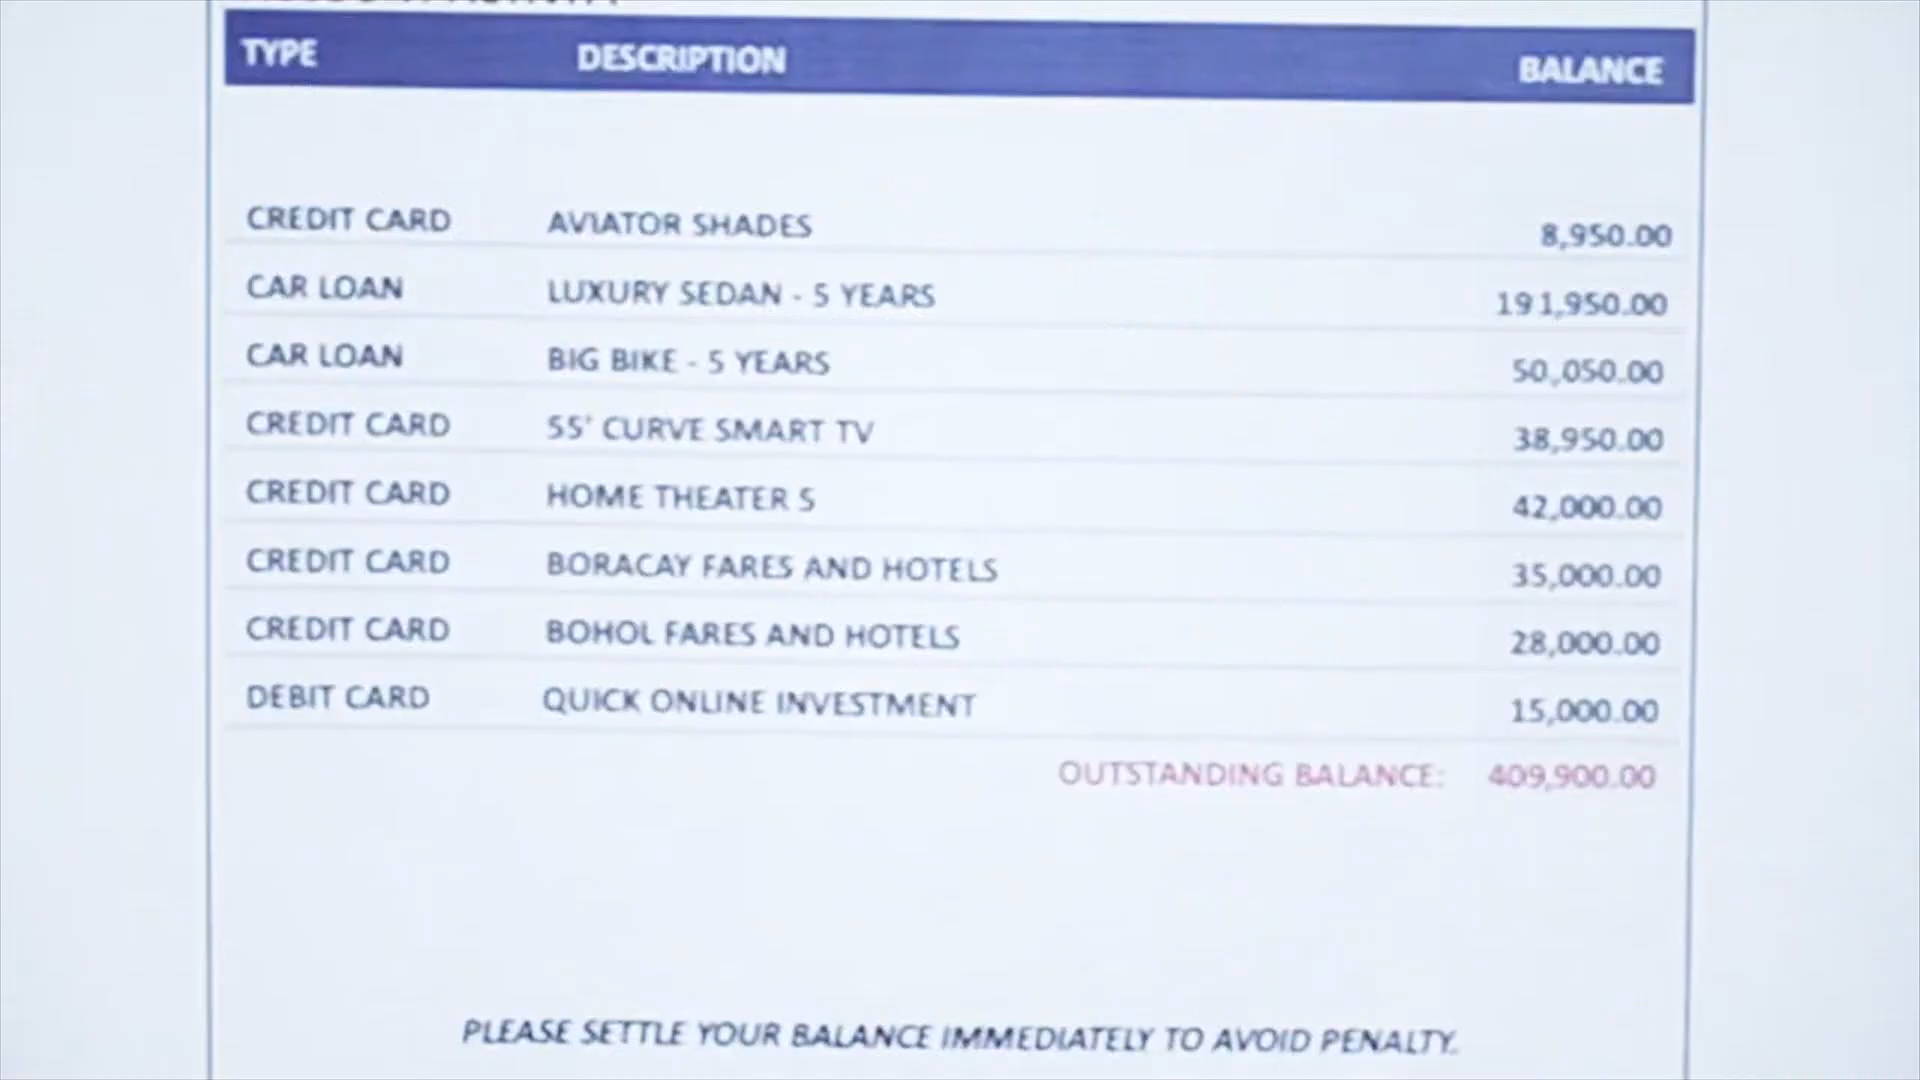 TYPE DESCRIPTION BALANCE
CREDIT CARD AVIATOR SHADES 8,950.00
CAR LOAN LUXURY SEDAN - 5 YEARS 191,950.00
CAR LOAN BIG BIKE - 5 YEARS 50,050.00
CREDIT CARD 55' CURVE SMART TV 38,950.00
CREDIT CARD HOME THEATER S 42,000.00
CREDIT CARD BORACAY FARES AND HOTELS 35,000.00
CREDIT CARD BOHOL FARES AND HOTELS 28,000.00
DEBIT CARD QUICK ONLINE INVESTMENT 15,000.00
OUTSTANDING BALANCE: 409,900.00
PLEASE SETTLE YOUR BALANCE IMMEDIATELY TO AVOID PENALTY.